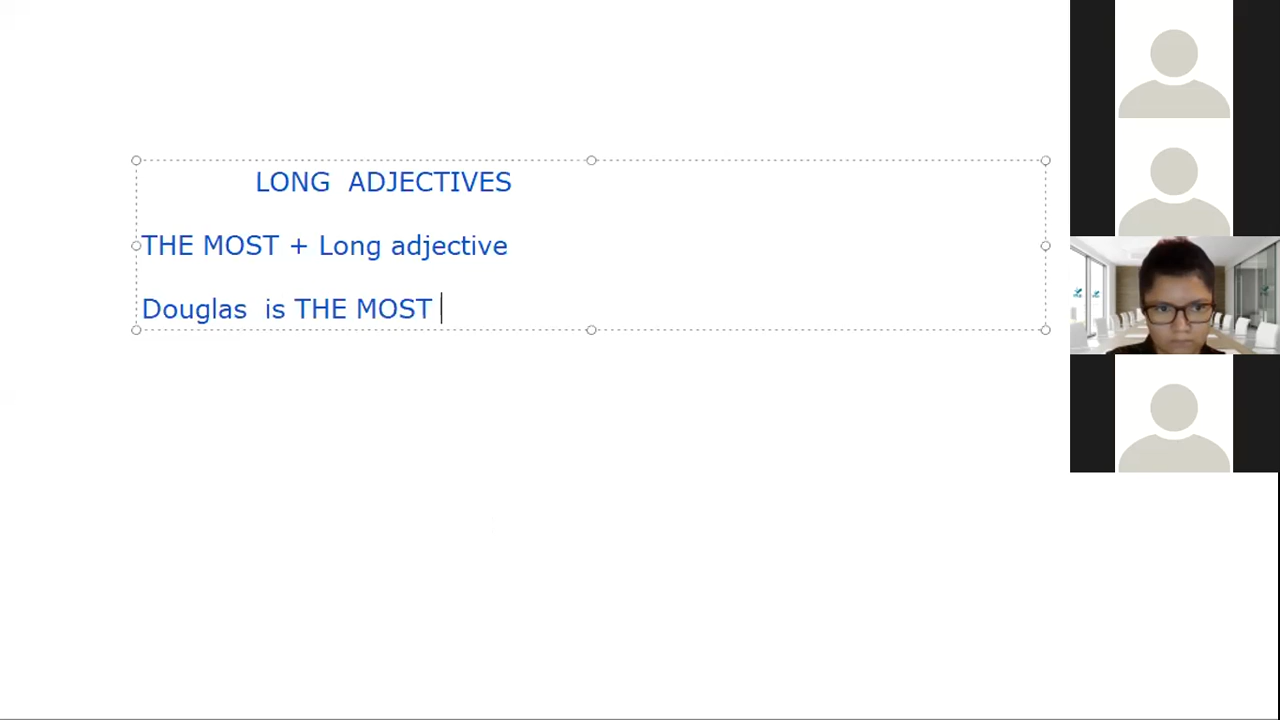 LONG ADJECTIVES
THE MOST + Long adjective
Douglas is THE MOST